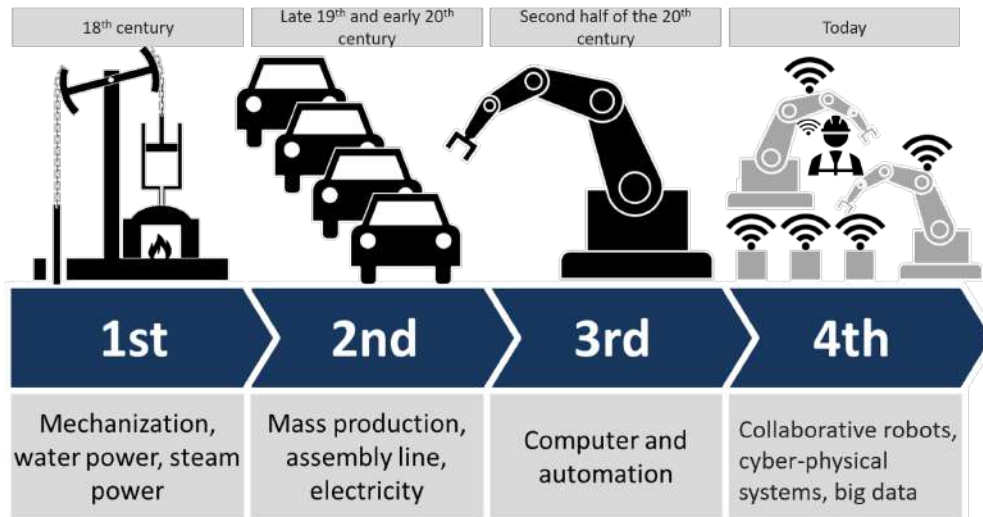 18th century
Late 19th and early 20th
century
Second half of the 20th
century
Today
1st
2nd
3rd
4th
Mechanization,
water power, steam
power
Mass production,
assembly line,
electricity
Computer and
automation
Collaborative robots,
cyber-physical
systems, big data